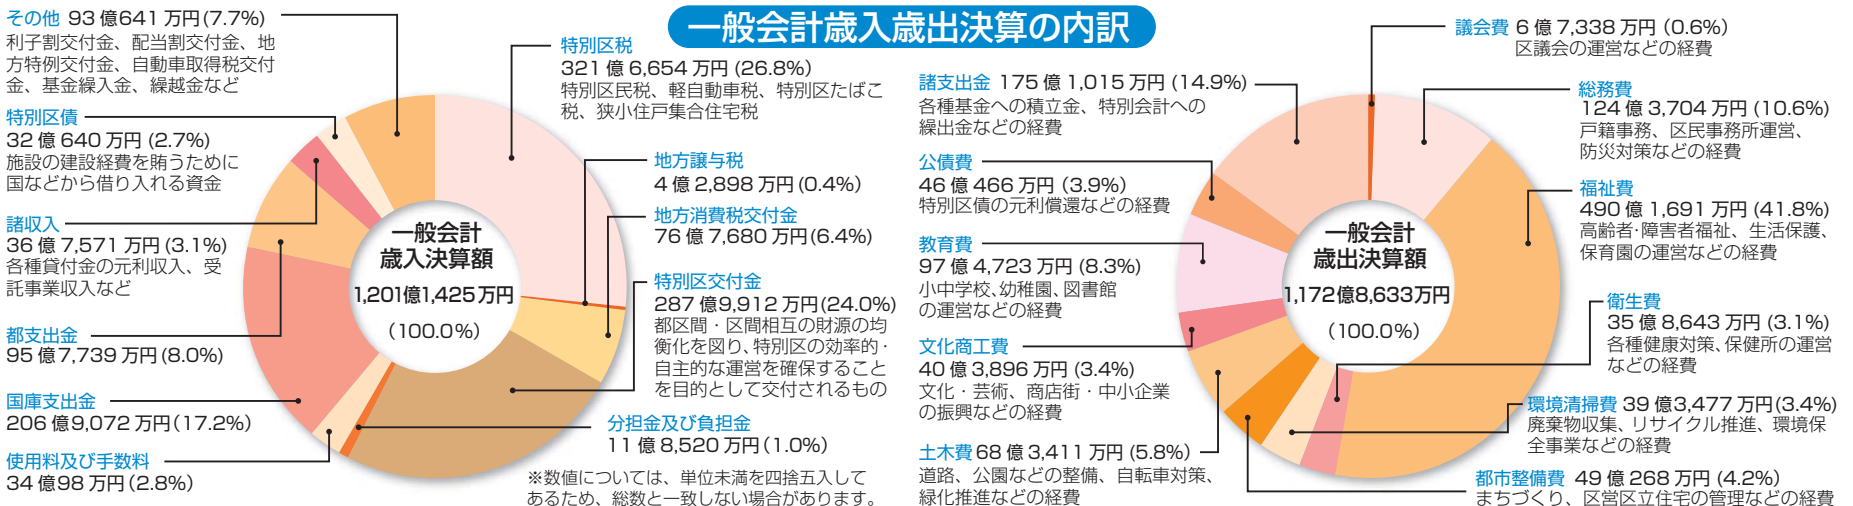 一般会計歳入歳出決算の内訳
その他 93億641万円(7.7%)
利子割交付金、配当割交付金、地
方特例交付金、自動車取得税交付
金、基金繰入金、繰越金など
特別区債
32億640万円(2.7%)
施設の建設経費を賄うために
国などから借り入れる資金
諸収入
36億7,571万円(3.1%)
各種貸付金の元利収入、受
託事業収入など
都支出金
95億7,739万円(8.0%)
国庫支出金
206億9,072万円(17.2%)
使用料及び手数料
34億98万円(2.8%)
一般会計
歳入決算額
1,201億1,425万円
(100.0%)
特別区税
321億6,654万円(26.8%)
特別区民税、軽自動車税、特別区たばこ
税、狭小住戸集合住宅税
地方譲与税
4億2,898万円(0.4%)
地方消費税交付金
76億7,680万円(6.4%)
特別区交付金
287億9,912万円(24.0%)
都区間・区間相互の財源の均
衡化を図り、特別区の効率的・
自主的な運営を確保すること
を目的として交付されるもの
分担金及び負担金
11億8,520万円(1.0%)
※数値については、単位未満を四捨五入して
あるため、総数と一致しない場合があります。
諸支出金 175億1,015万円(14.9%)
各種基金への積立金、特別会計への
繰出金などの経費
公債費
46億466万円(3.9%)
特別区債の元利償還などの経費
教育費
97億4,723万円(8.3%)
小中学校、幼稚園、図書館
の運営などの経費
文化商工費
40億3,896万円(3.4%)
文化・芸術、商店街・中小企業
の振興などの経費
土木費 68億3,411万円(5.8%)
道路、公園などの整備、自転車対策、
緑化推進などの経費
一般会計
歳出決算額
1,172億8,633万円
(100.0%)
議会費 6億7,338万円(0.6%)
区議会の運営などの経費
総務費
124億3,704万円(10.6%)
戸籍事務、区民事務所運営、
防災対策などの経費
福祉費
490億1,691万円(41.8%)
高齢者・障害者福祉、生活保護、
保育園の運営などの経費
衛生費
35億8,643万円(3.1%)
各種健康対策、保健所の運営
などの経費
環境清掃費 39億3,477万円(3.4%)
廃棄物収集、リサイクル推進、環境保
全事業などの経費
都市整備費 49億268万円(4.2%)
まちづくり、区営区立住宅の管理などの経費